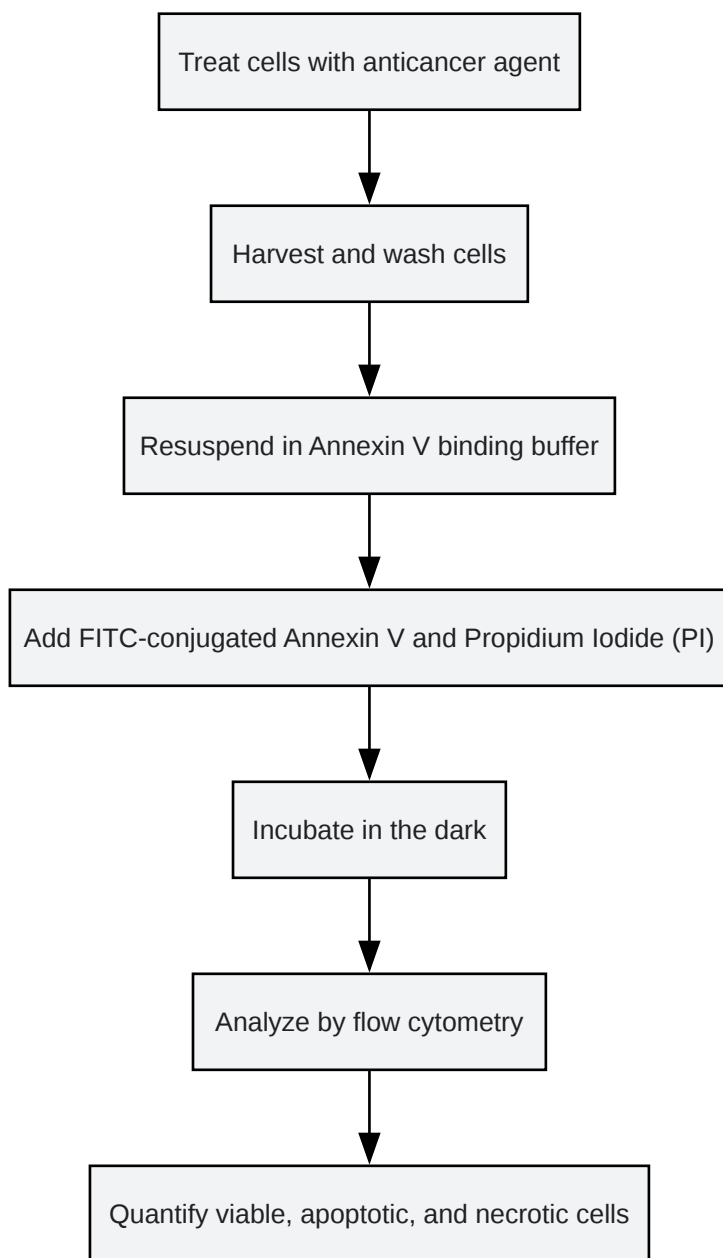 Treat cells with anticancer agent
Harvest and wash cells
Resuspend in Annexin V binding buffer
Add FITC-conjugated Annexin V and Propidium Iodide (PI)
Incubate in the dark
Analyze by flow cytometry
Quantify viable, apoptotic, and necrotic cells